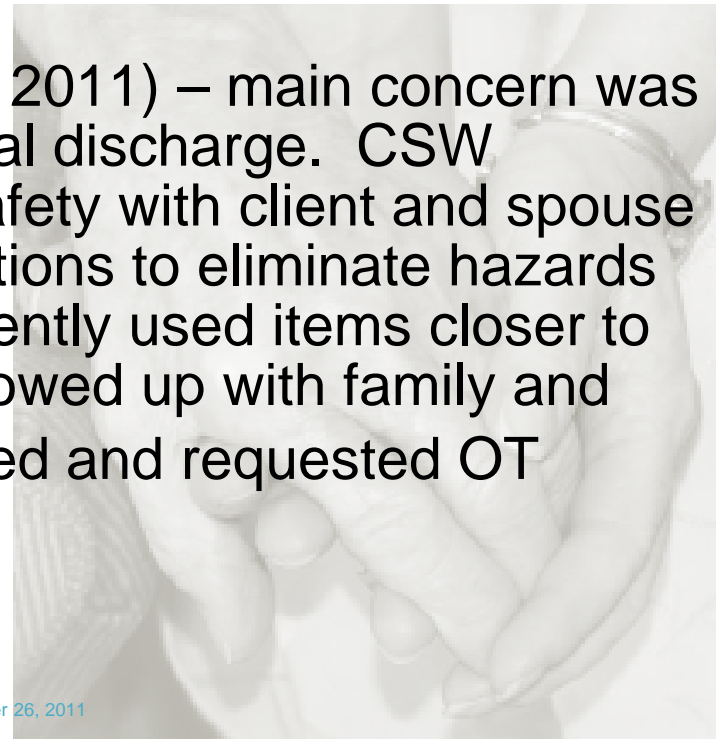 2011) – main concern was
al discharge.  CSW
afety with client and spouse
tions to eliminate hazards
ently used items closer to
owed up with family and
ed and requested OT
er 26, 2011